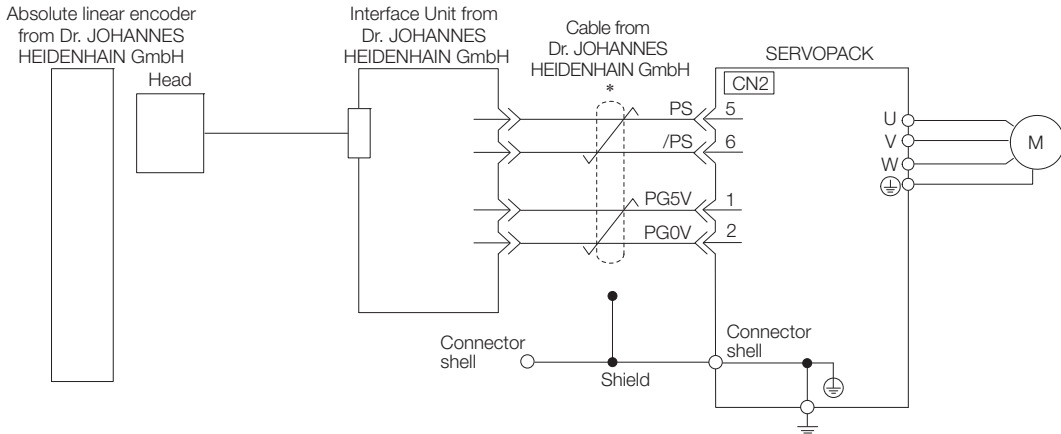 Absolute linear encoder
from Dr. JOHANNES
HEIDENHAIN GmbH
Head
Interface Unit from
Dr. JOHANNES
HEIDENHAIN GmbH
Cable from
Dr. JOHANNES
HEIDENHAIN GmbH
*
SERVOPACK
CN2
PS 5
/PS 6
PG5V 1
PG0V 2
U
V
W
M
Connector
shell
Shield
Connector
shell